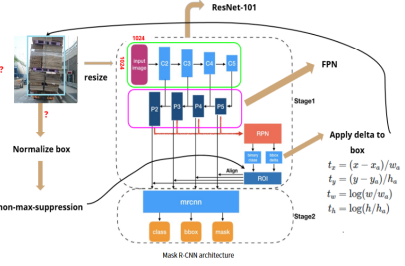 ResNet-101
1024
1024
input image
C2
C3
C4
C5
resize
FPN
P2
P3
P4
P5
Stage1
?
?
RPN
Normalize box
Apply delta to box
Align
ROI
t_x = (x − x_a)/w_a
t_y = (y − y_a)/h_a
t_w = log(w/w_a)
t_h = log(h/h_a)
non-max-suppression
mrcnn
Stage2
class
bbox
mask
Mask R-CNN architecture